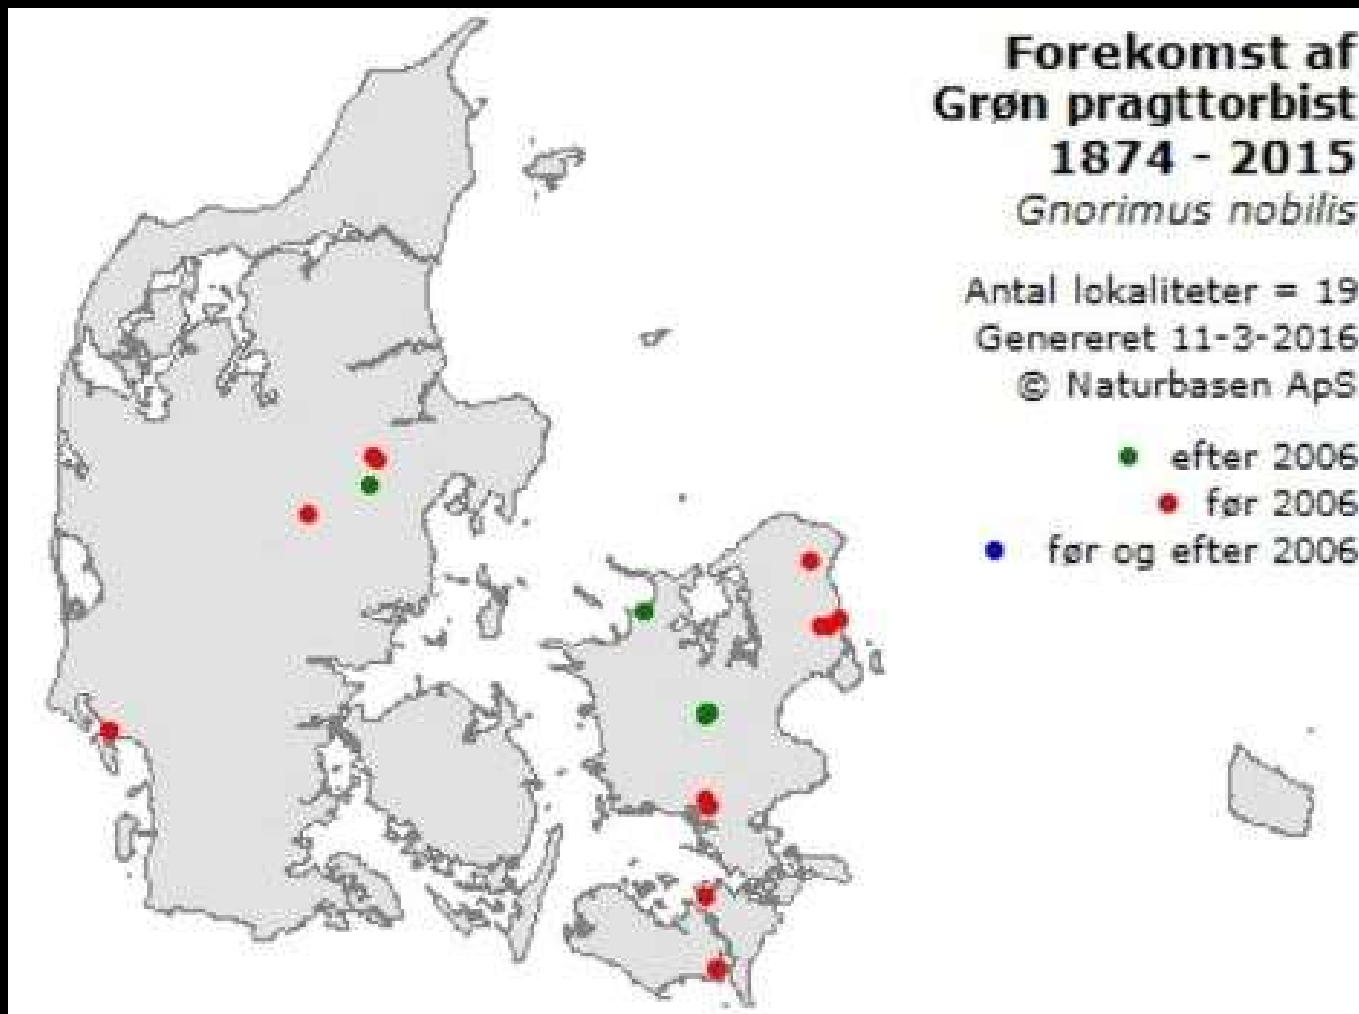 Forekomst af
Grøn pragttorbist
1874 - 2015
Gnorimus nobilis
Antal lokaliteter = 19
Genereret 11-3-2016
© Naturbasen ApS
efter 2006
før 2006
før og efter 2006